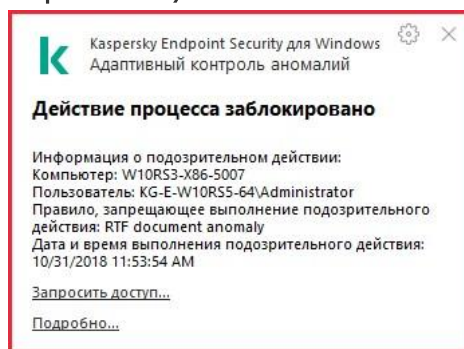 Kaspersky Endpoint Security для Windows
Адаптивный контроль аномалий
Действие процесса заблокировано
Информация о подозрительном действии:
Компьютер: W10RS3-X86-5007
Пользователь: KG-E-W10RS5-64\Administrator
Правило, запрещающее выполнение подозрительного
действия: RTF document anomaly
Дата и время выполнения подозрительного действия:
10/31/2018 11:53:54 AM
Запросить доступ...
Подробно...